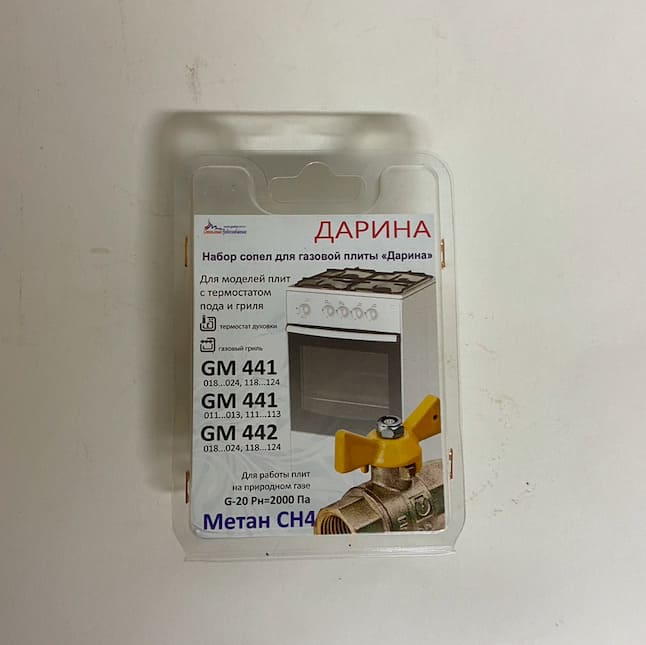 ДАРИНА
Набор сопел для газовой плиты «Дарина»
Для моделей плит
с термостатом
пода и гриля
термостат духовки
газовый гриль
GM 441
018...024, 118...124
GM 441
011...013, 111...113
GM 442
018...024, 118...124
Для работы плит
на природном газе
G-20 Рн=2000 Па
Метан CH4